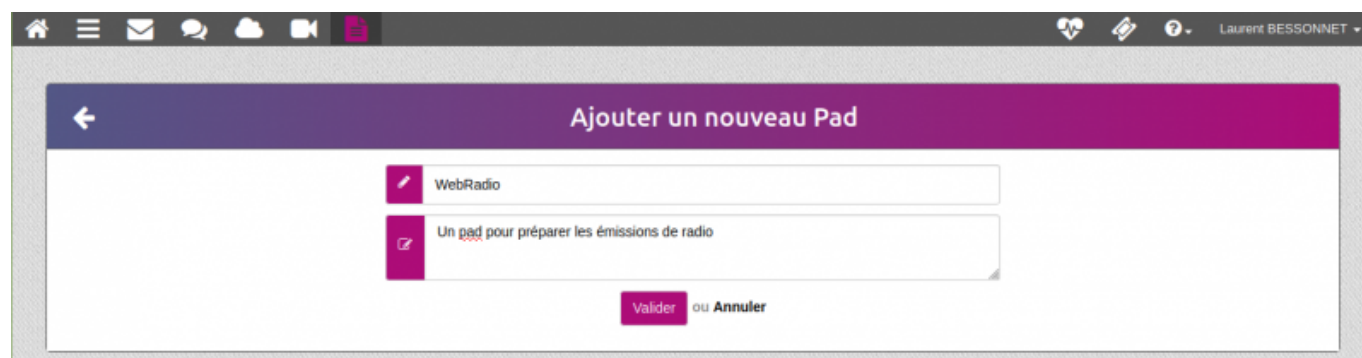 Laurent BESSONNET
Ajouter un nouveau Pad
WebRadio
Un pad pour préparer les émissions de radio
Valider ou Annuler